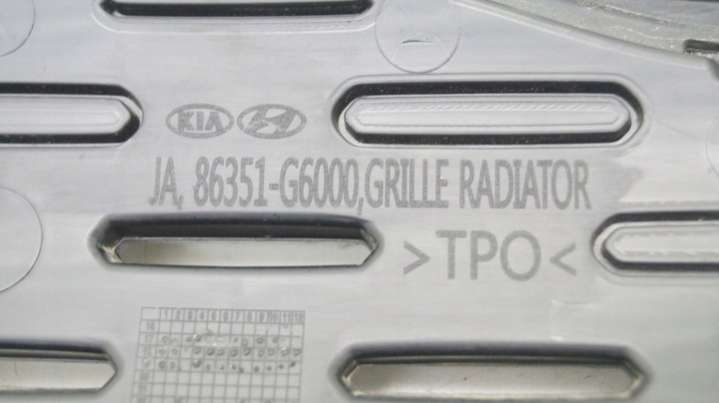 KIA
JA, 86351-G6000,GRILLE RADIATOR
>TPO<